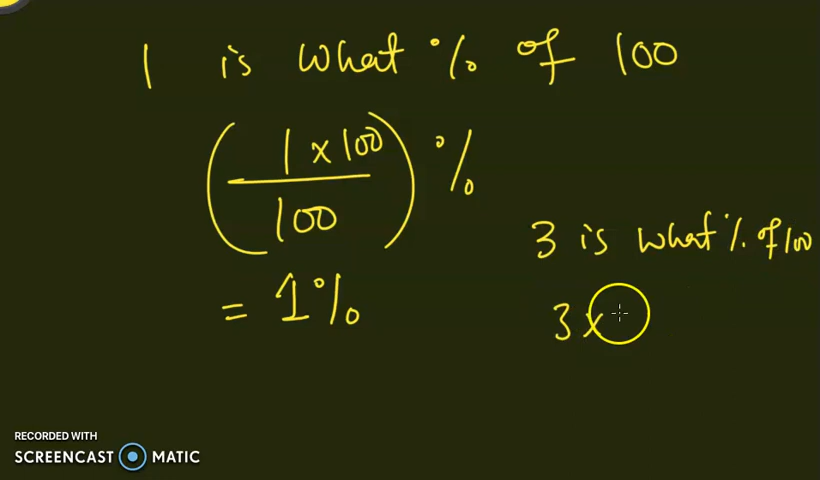 1 is what % of 100
( 1 x 100
100 ) %
= 1%
3 is what % of 100
3 x
RECORDED WITH
SCREENCAST MATIC